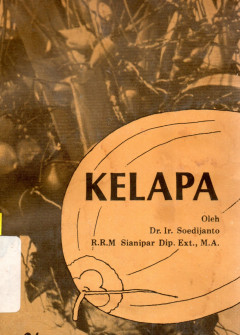 KELAPA
Oleh
Dr. Ir. Soedijanto
R.R.M Sianipar Dip. Ext., M.A.